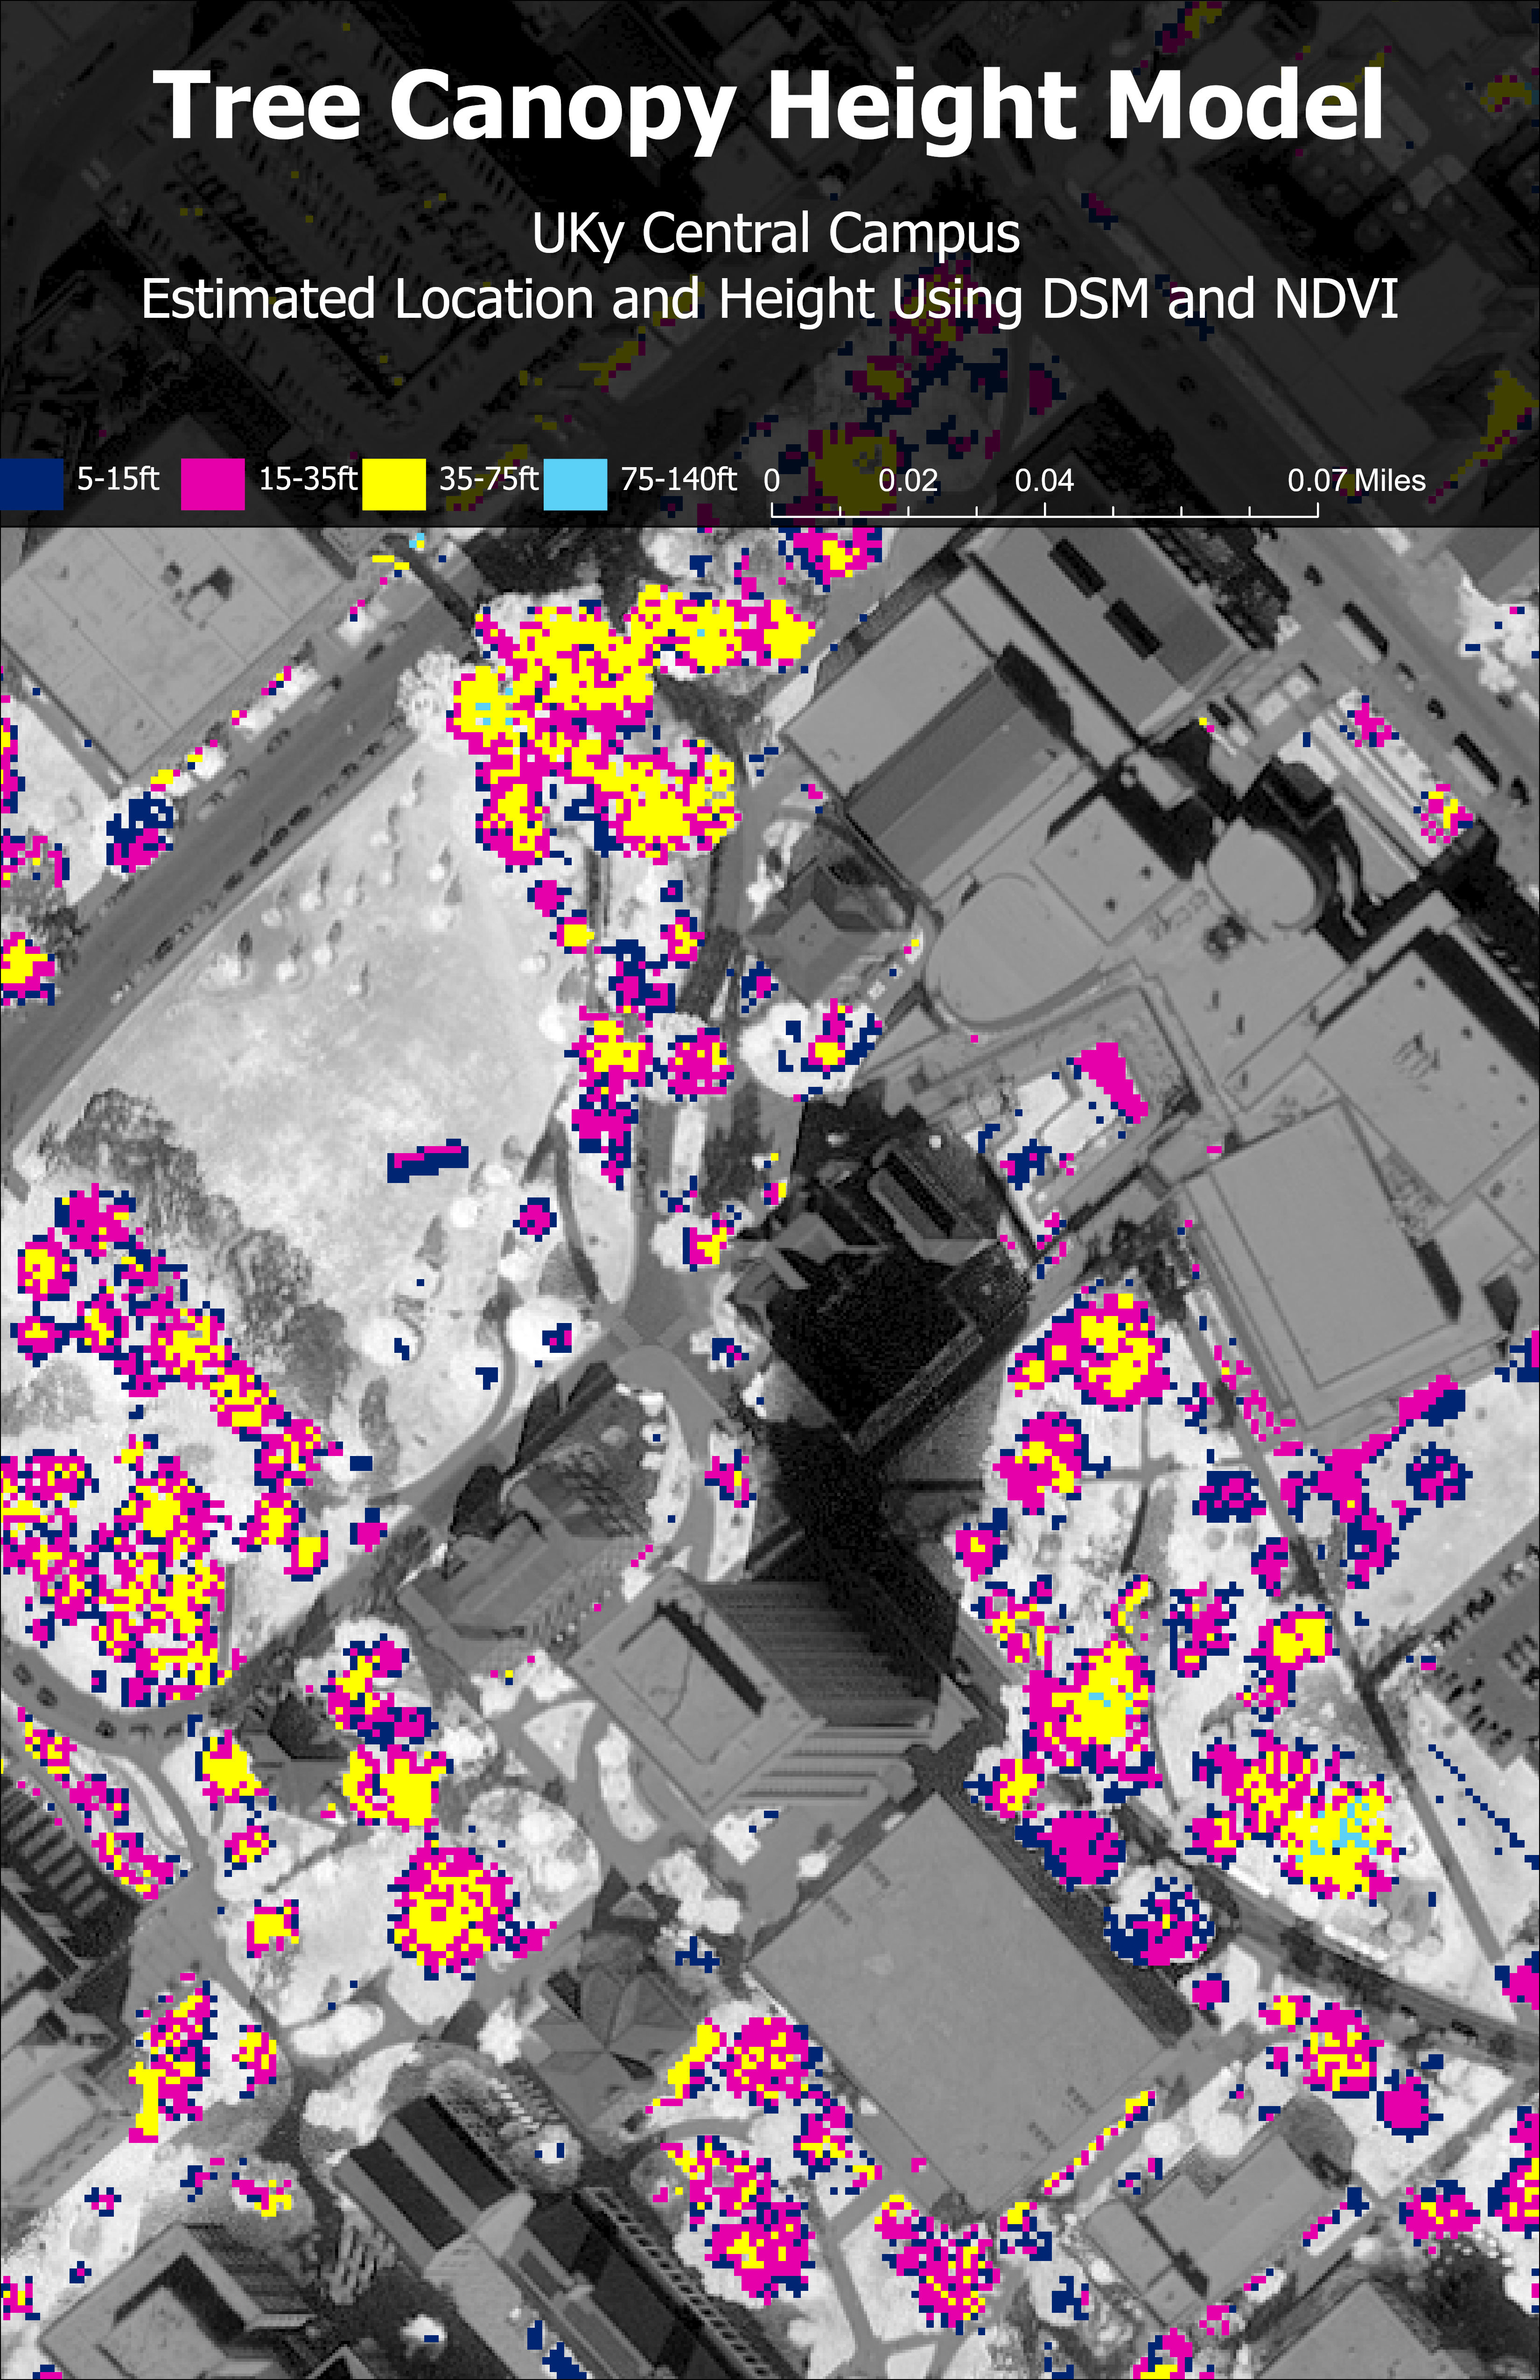 Tree Canopy Height Model
UKy Central Campus
Estimated Location and Height Using DSM and NDVI
5-15ft 15-35ft 35-75ft 75-140ft 0 0.02 0.04 0.07 Miles